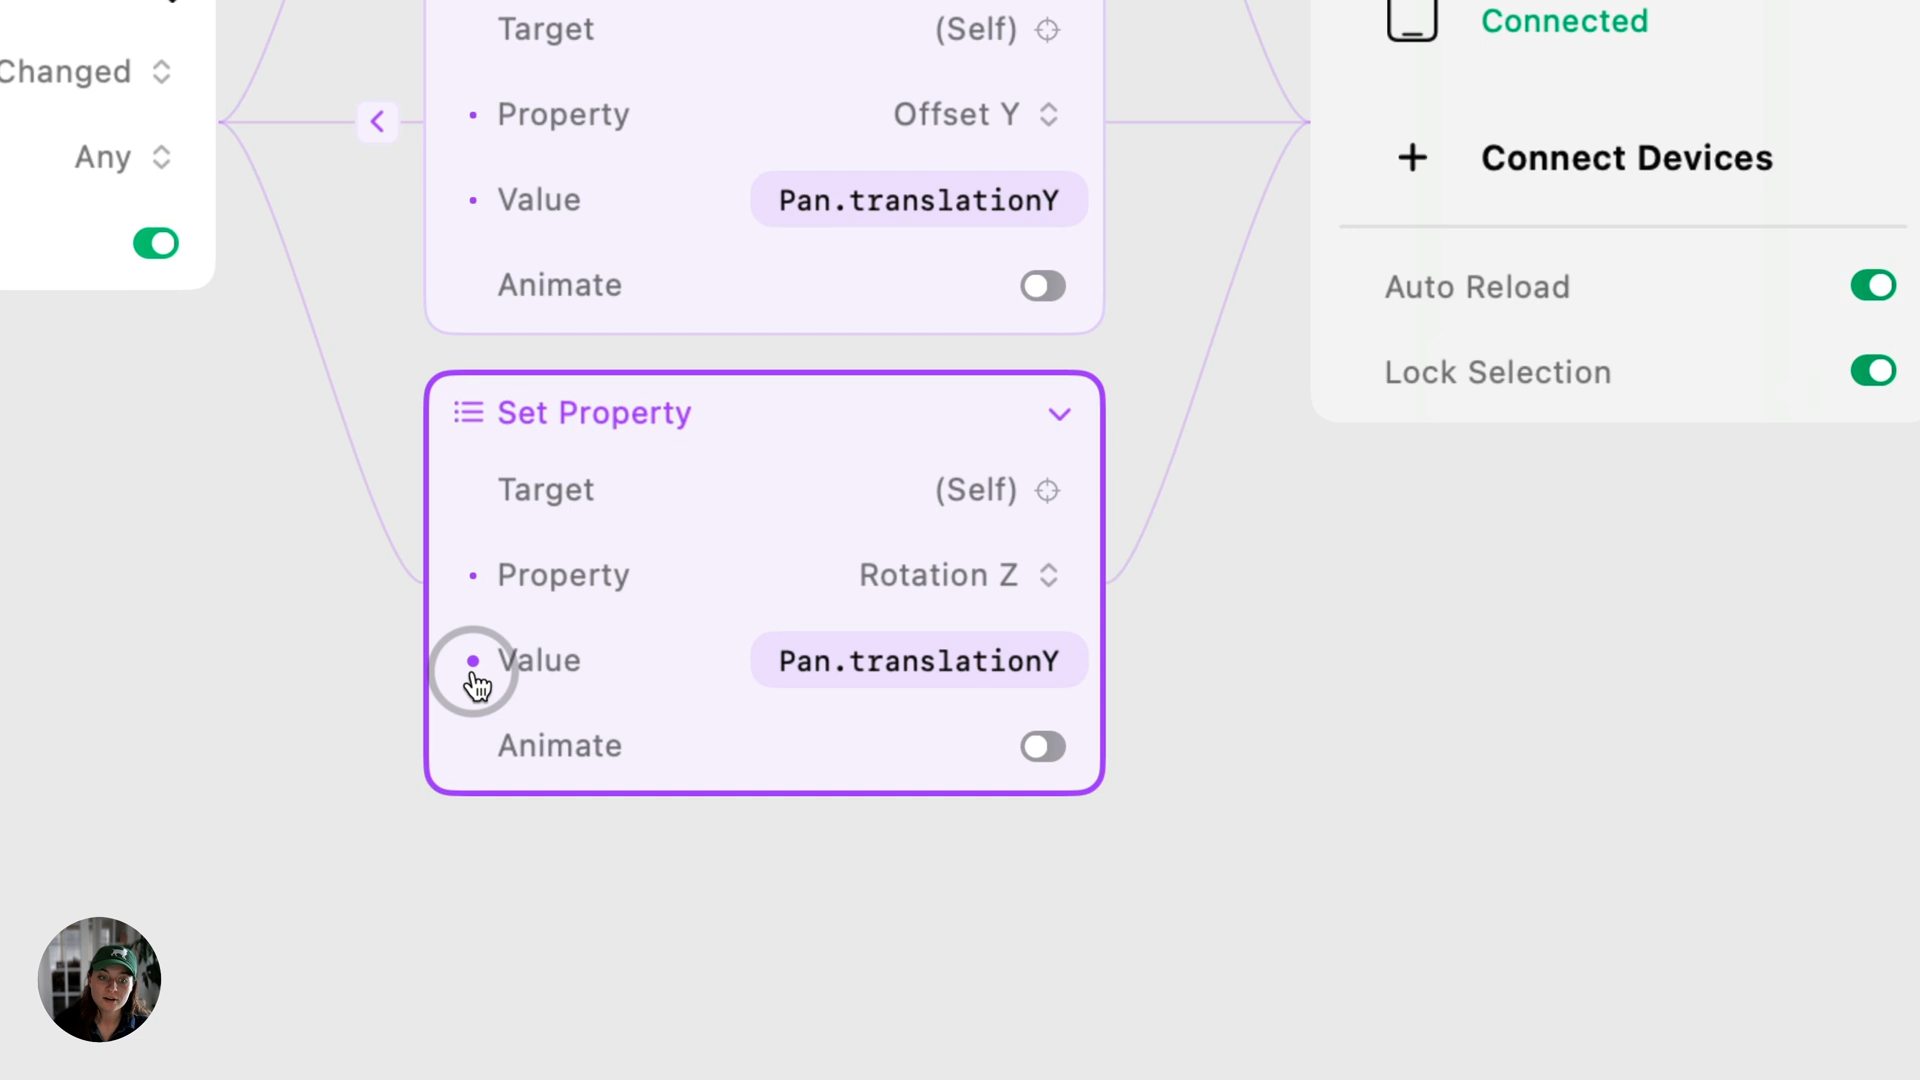 Changed
Any
Target (Self)
Property Offset Y
Value Pan.translationY
Animate
Set Property
Target (Self)
Property Rotation Z
Value Pan.translationY
Animate
Connected
+ Connect Devices
Auto Reload
Lock Selection